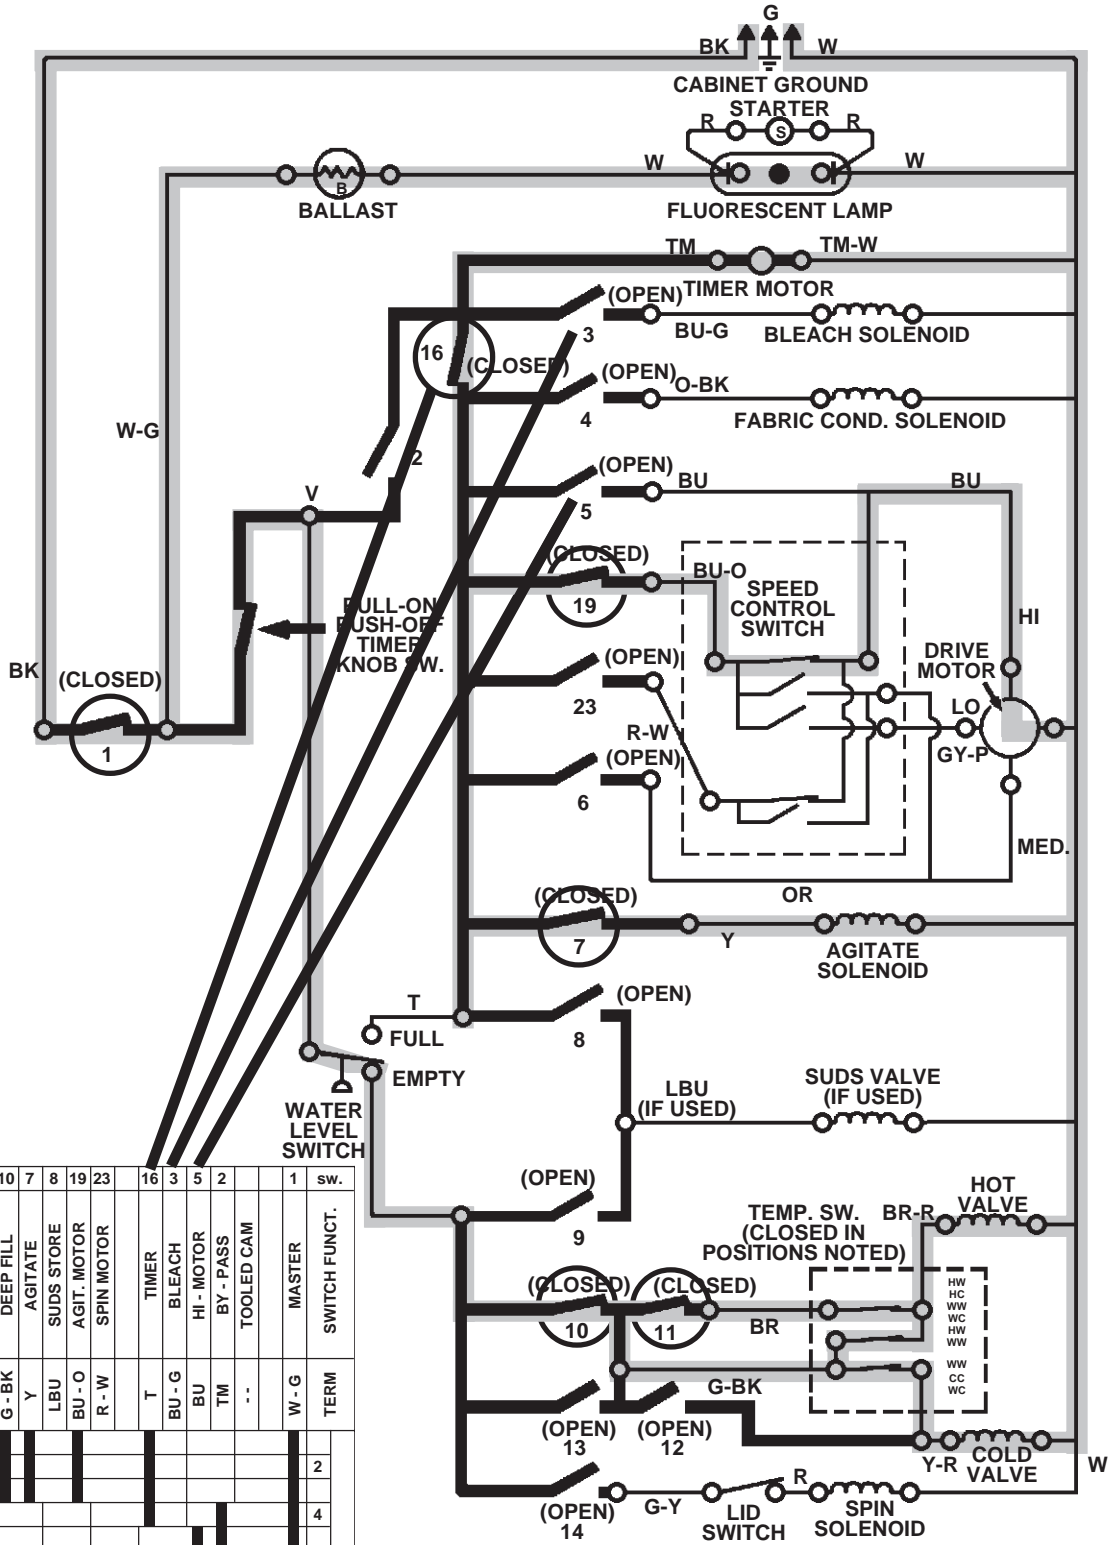 G
BK
W
CABINET GROUND
STARTER
R
S
R
W
W
B
BALLAST
FLUORESCENT LAMP
TM
TM-W
(OPEN)
TIMER MOTOR
3
BU-G
BLEACH SOLENOID
16
(CLOSED)
(OPEN)
O-BK
4
FABRIC COND. SOLENOID
W-G
2
(OPEN)
BU
BU
5
V
(CLOSED)
BU-O
19
SPEED
CONTROL
SWITCH
HI
PULL-ON
PUSH-OFF
TIMER
KNOB SW.
BK
(CLOSED)
1
(OPEN)
23
DRIVE
MOTOR
LO
GY-P
R-W
(OPEN)
6
MED.
OR
(CLOSED)
7
Y
AGITATE
SOLENOID
T
FULL
(OPEN)
8
EMPTY
WATER
LEVEL
SWITCH
LBU
(IF USED)
SUDS VALVE
(IF USED)
(OPEN)
9
TEMP. SW.
(CLOSED IN
POSITIONS NOTED)
BR-R
HOT
VALVE
(CLOSED)
10
(CLOSED)
11
BR
HW
HC
WW
WC
HW
WW
WW
CC
WC
G-BK
(OPEN)
13
(OPEN)
12
Y-R
COLD
VALVE
W
(OPEN)
14
G-Y
LID
SWITCH
R
SPIN
SOLENOID
10 7 8 19 23 16 3 5 2 1 sw.
DEEP FILL
AGITATE
SUDS STORE
AGIT. MOTOR
SPIN MOTOR
TIMER
BLEACH
HI - MOTOR
BY - PASS
TOOLED CAM
MASTER
SWITCH FUNCT.
G - BK
Y
LBU
BU - O
R - W
T
BU - G
BU
TM
--
W - G
TERM
2
4